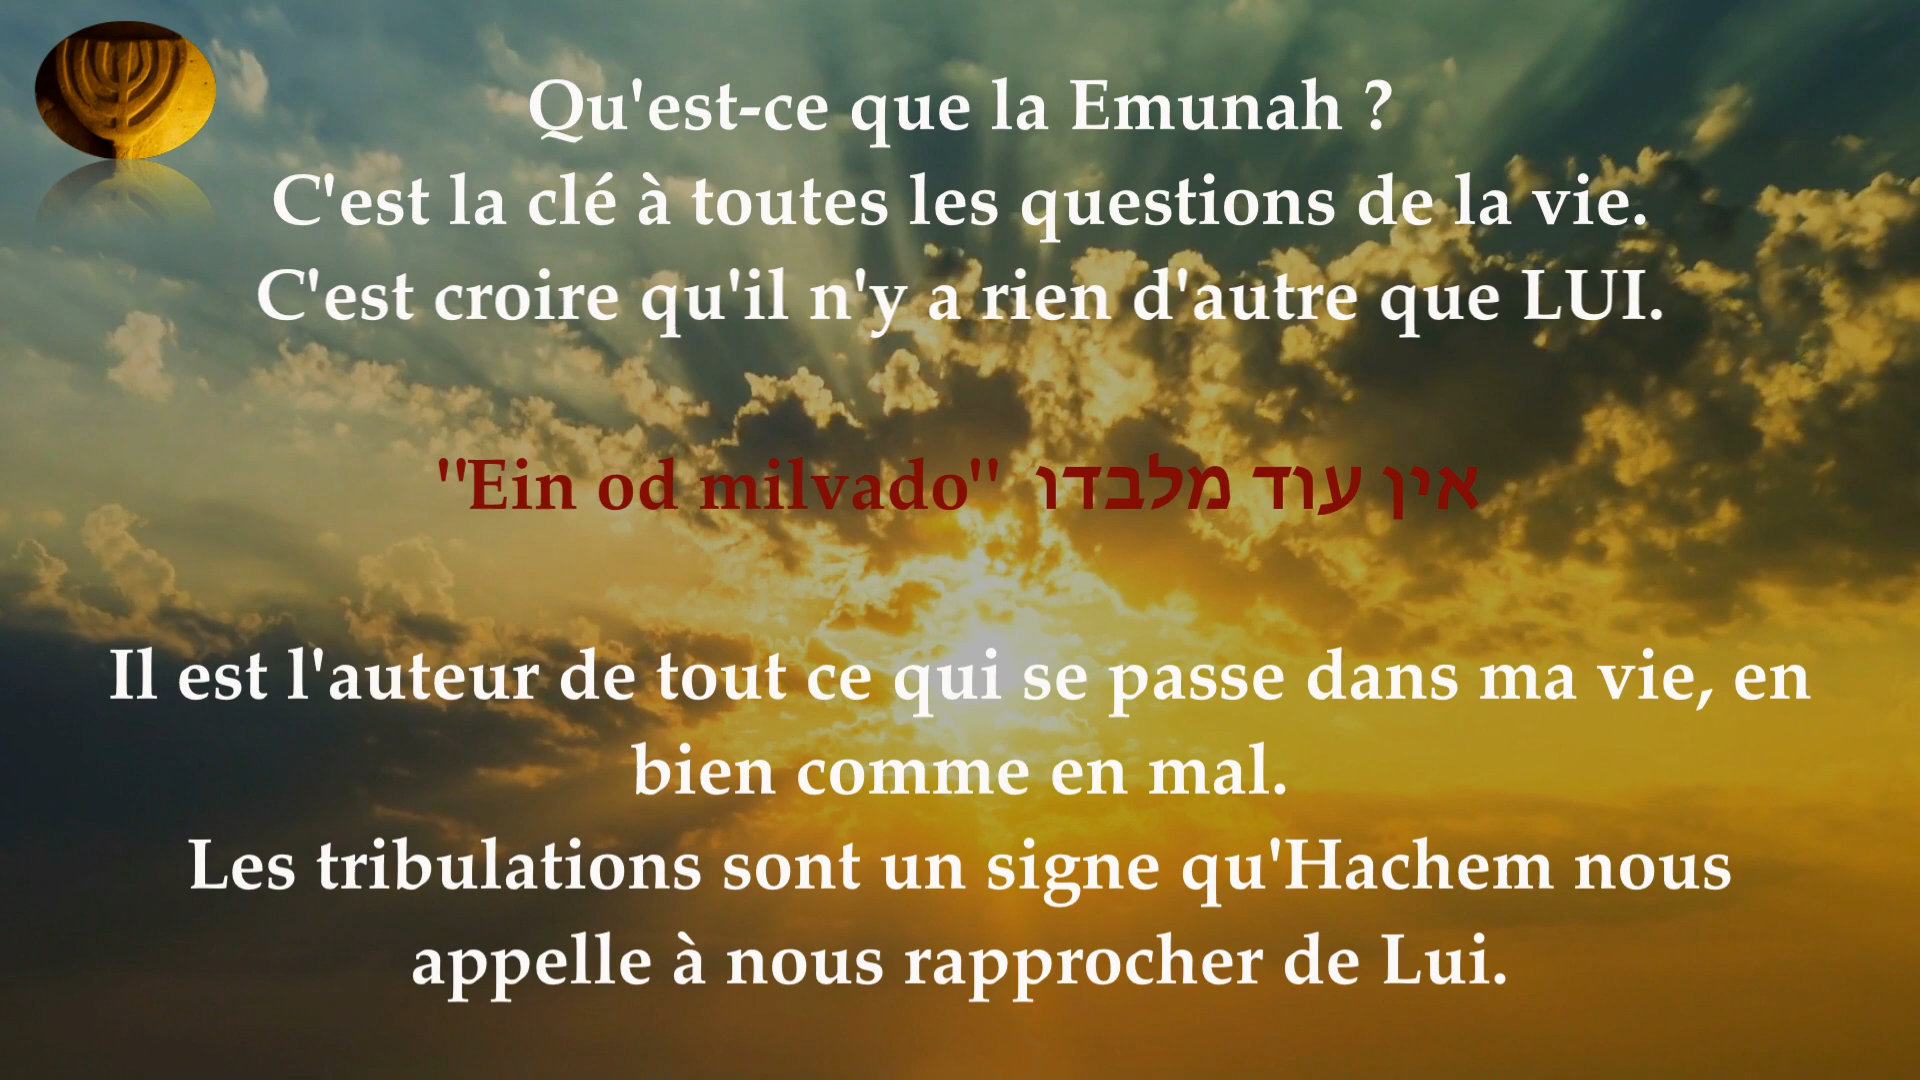 Qu'est-ce que la Emunah ?
C'est la clé à toutes les questions de la vie.
C'est croire qu'il n'y a rien d'autre que LUI.
"Ein od milvado" אין עוד מלבדו
Il est l'auteur de tout ce qui se passe dans ma vie, en
bien comme en mal.
Les tribulations sont un signe qu'Hachem nous
appelle à nous rapprocher de Lui.